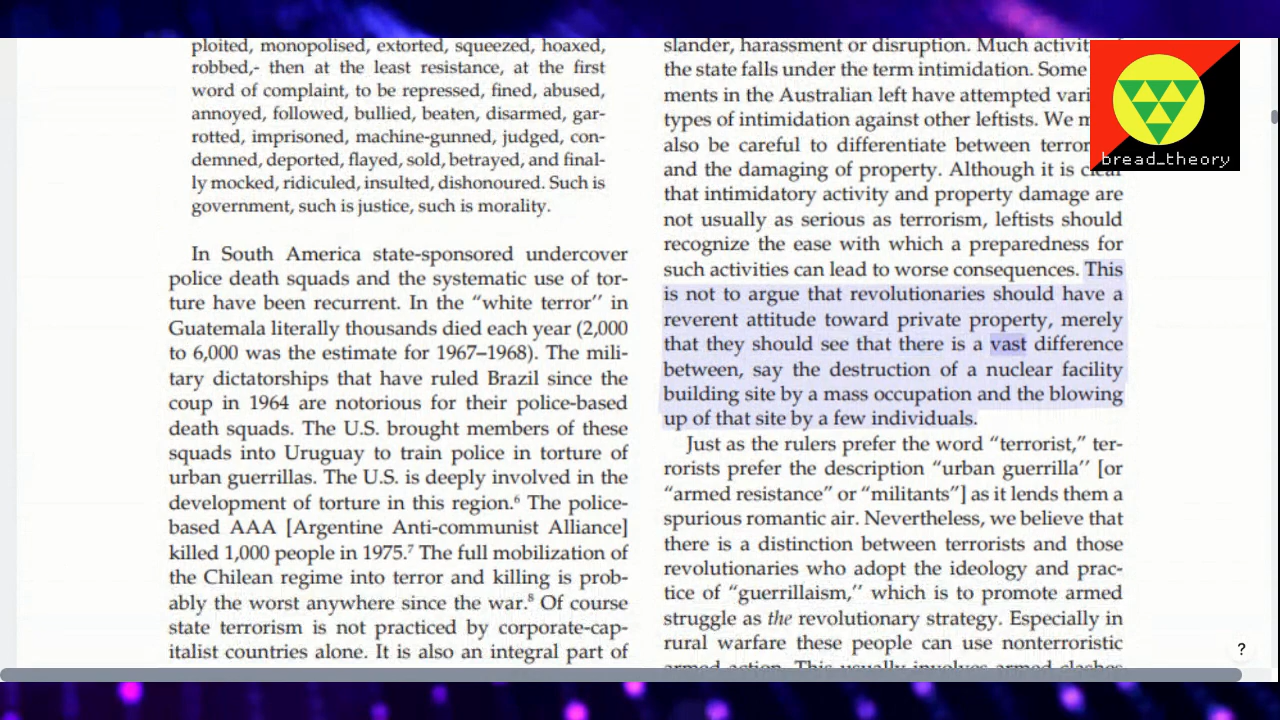 ploited, monopolised, extorted, squeezed, hoaxed,
robbed,- then at the least resistance, at the first
word of complaint, to be repressed, fined, abused,
annoyed, followed, bullied, beaten, disarmed, gar-
rotted, imprisoned, machine-gunned, judged, con-
demned, deported, flayed, sold, betrayed, and final-
ly mocked, ridiculed, insulted, dishonoured. Such is
government, such is justice, such is morality.
In South America state-sponsored undercover
police death squads and the systematic use of tor-
ture have been recurrent. In the “white terror’’ in
Guatemala literally thousands died each year (2,000
to 6,000 was the estimate for 1967–1968). The mili-
tary dictatorships that have ruled Brazil since the
coup in 1964 are notorious for their police-based
death squads. The U.S. brought members of these
squads into Uruguay to train police in torture of
urban guerrillas. The U.S. is deeply involved in the
development of torture in this region.⁶ The police-
based AAA [Argentine Anti-communist Alliance]
killed 1,000 people in 1975.⁷ The full mobilization of
the Chilean regime into terror and killing is prob-
ably the worst anywhere since the war.⁸ Of course
state terrorism is not practiced by corporate-cap-
italist countries alone. It is also an integral part of
slander, harassment or disruption. Much
the state falls under the term intimidation. Some
ments in the Australian left have attempted
types of intimidation against other leftists. We
also be careful to differentiate between
and the damaging of property. Although it is clear
that intimidatory activity and property damage are
not usually as serious as terrorism, leftists should
recognize the ease with which a preparedness for
such activities can lead to worse consequences. This
is not to argue that revolutionaries should have a
reverent attitude toward private property, merely
that they should see that there is a vast difference
between, say the destruction of a nuclear facility
building site by a mass occupation and the blowing
up of that site by a few individuals.
Just as the rulers prefer the word “terrorist,” ter-
rorists prefer the description “urban guerrilla’’ [or
“armed resistance” or “militants”] as it lends them a
spurious romantic air. Nevertheless, we believe that
there is a distinction between terrorists and those
revolutionaries who adopt the ideology and prac-
tice of “guerrillaism,’’ which is to promote armed
struggle as the revolutionary strategy. Especially in
rural warfare these people can use nonterroristic
armed action. This usually involves armed clashes
bread_theory
?